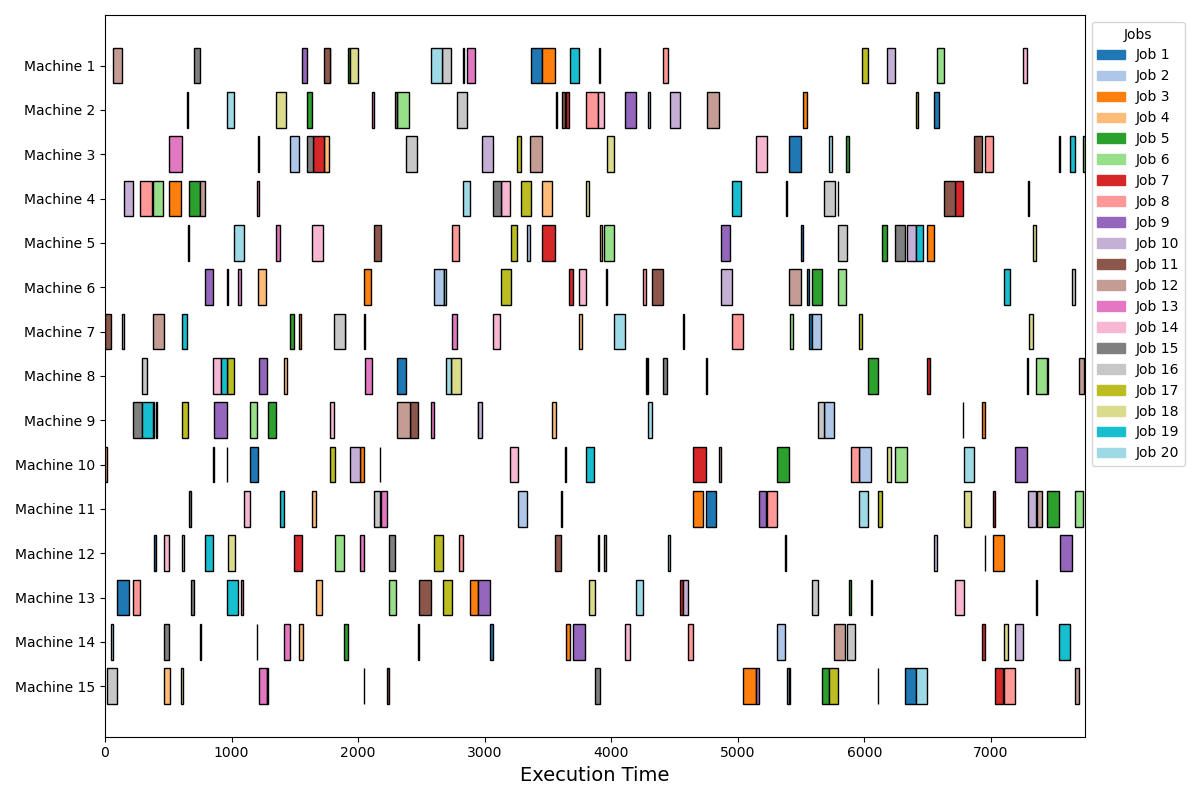 Machine 1
Machine 2
Machine 3
Machine 4
Machine 5
Machine 6
Machine 7
Machine 8
Machine 9
Machine 10
Machine 11
Machine 12
Machine 13
Machine 14
Machine 15
0 1000 2000 3000 4000 5000 6000 7000
Execution Time
Jobs
Job 1
Job 2
Job 3
Job 4
Job 5
Job 6
Job 7
Job 8
Job 9
Job 10
Job 11
Job 12
Job 13
Job 14
Job 15
Job 16
Job 17
Job 18
Job 19
Job 20